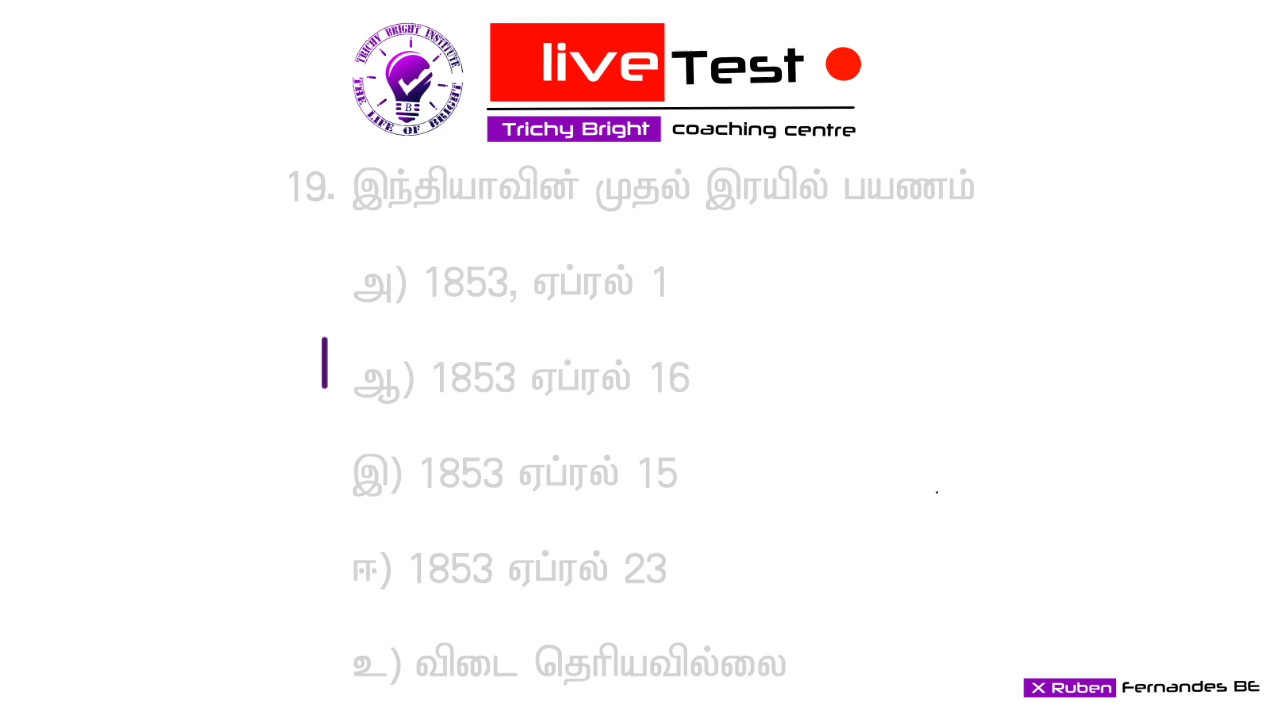 TRICHY BRIGHT INSTITUTE
THE LIFE OF BRIGHT
B
live Test
Trichy Bright coaching centre
19. இந்தியாவின் முதல் இரயில் பயணம்
அ) 1853, ஏப்ரல் 1
ஆ) 1853 ஏப்ரல் 16
இ) 1853 ஏப்ரல் 15
ஈ) 1853 ஏப்ரல் 23
உ) விடை தெரியவில்லை
X Ruben Fernandes BE